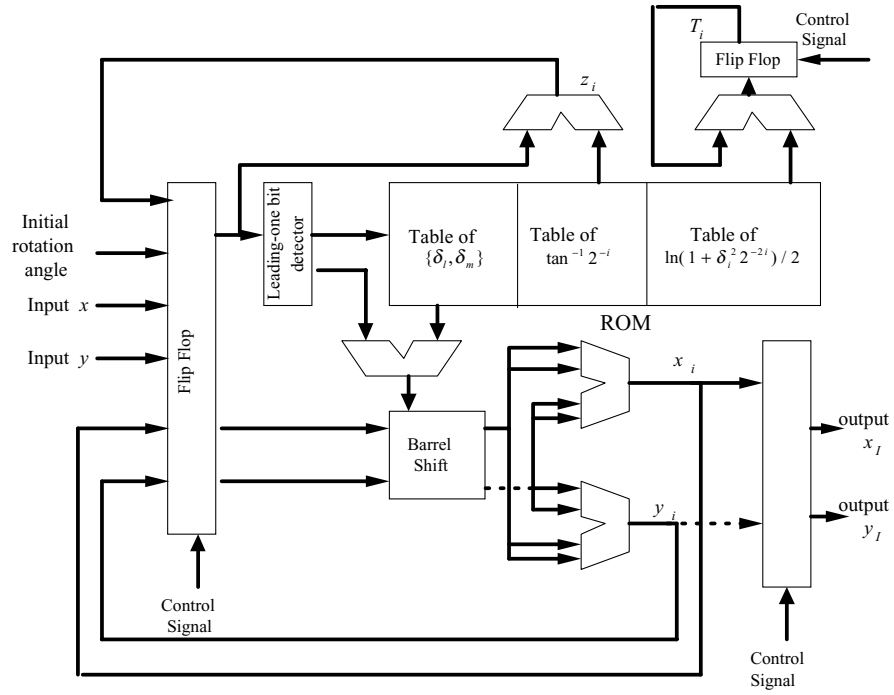 T_i
Control
Signal
Flip Flop
z_i
Initial
rotation
angle
Input x
Input y
Flip Flop
Leading-one bit
detector
Table of
{δ_l, δ_m}
Table of
tan⁻¹ 2⁻ⁱ
Table of
ln( 1 + δ_i² 2⁻²ⁱ ) / 2
ROM
Barrel
Shift
x_i
y_i
output
x_I
output
y_I
Control
Signal
Control
Signal